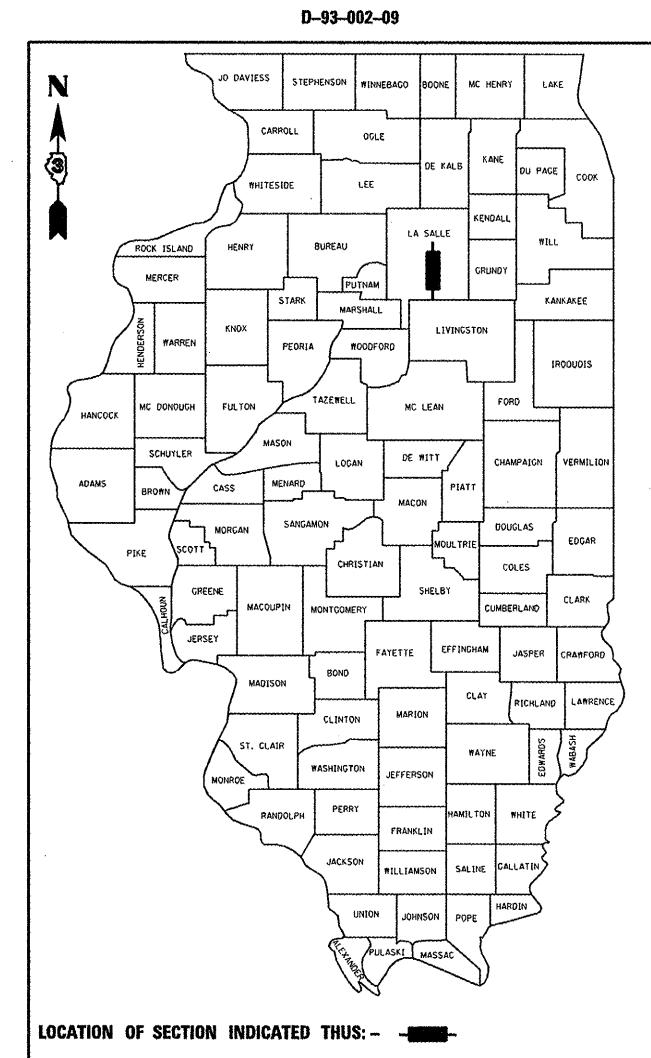 D-93-002-09
N
3
JO DAVIESS
STEPHENSON
WINNEBAGO
BOONE
MC HENRY
LAKE
CARROLL
OGLE
DE KALB
KANE
DU PAGE
COOK
WHITESIDE
LEE
KENDALL
WILL
ROCK ISLAND
HENRY
BUREAU
LA SALLE
GRUNDY
MERCER
PUTNAM
KANKAKEE
STARK
MARSHALL
LIVINGSTON
HENDERSON
WARREN
KNOX
PEORIA
WOODFORD
IROQUOIS
HANCOCK
MC DONOUGH
FULTON
TAZEWELL
MC LEAN
FORD
MASON
SCHUYLER
LOGAN
DE WITT
CHAMPAIGN
VERMILION
ADAMS
BROWN
CASS
MENARD
PIATT
MACON
MORGAN
SANGAMON
DOUGLAS
EDGAR
PIKE
SCOTT
CHRISTIAN
MOULTRIE
COLES
GREENE
MACOUPIN
MONTGOMERY
SHELBY
CUMBERLAND
CLARK
CALHOUN
JERSEY
FAYETTE
EFFINGHAM
JASPER
CRAWFORD
MADISON
BOND
CLAY
RICHLAND
LAWRENCE
CLINTON
MARION
ST. CLAIR
WAYNE
EDWARDS
WABASH
MONROE
WASHINGTON
JEFFERSON
RANDOLPH
PERRY
HAMILTON
WHITE
FRANKLIN
JACKSON
WILLIAMSON
SALINE
GALLATIN
UNION
JOHNSON
POPE
HARDIN
ALEXANDER
PULASKI
MASSAC
LOCATION OF SECTION INDICATED THUS: -